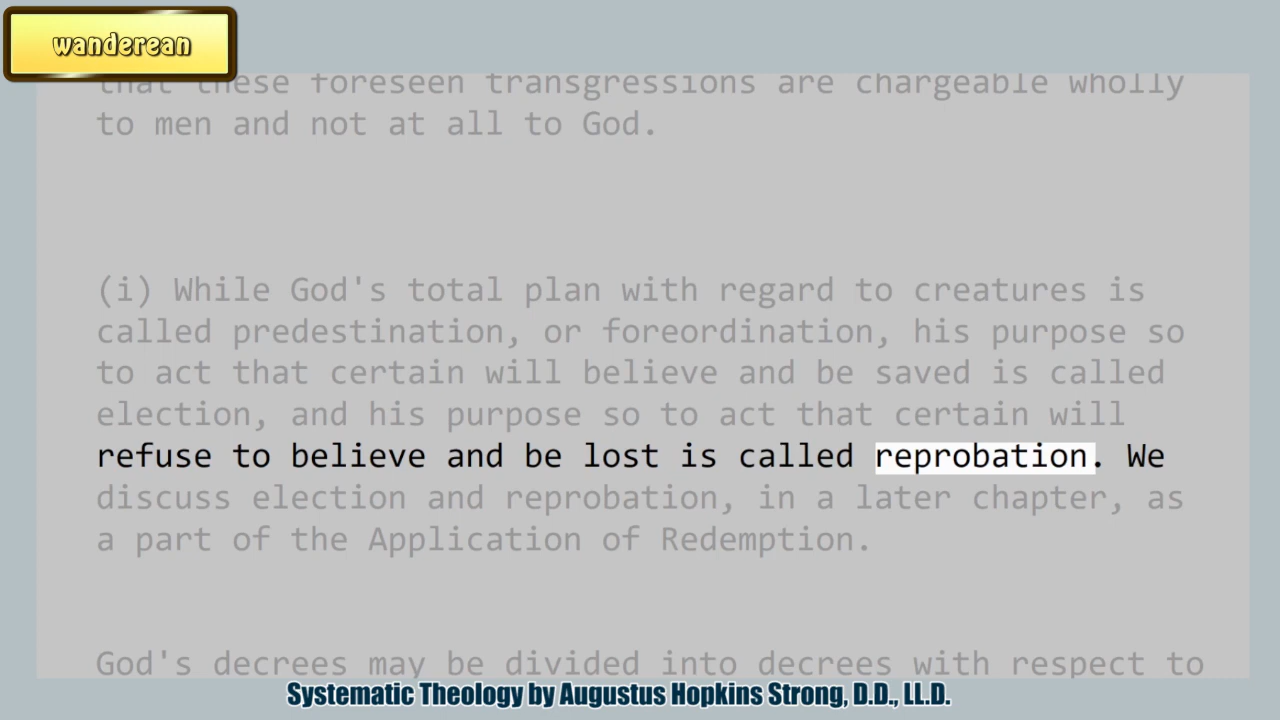 wanderean
that these foreseen transgressions are chargeable wholly
to men and not at all to God.
(i) While God's total plan with regard to creatures is
called predestination, or foreordination, his purpose so
to act that certain will believe and be saved is called
election, and his purpose so to act that certain will
refuse to believe and be lost is called reprobation. We
discuss election and reprobation, in a later chapter, as
a part of the Application of Redemption.
God's decrees may be divided into decrees with respect to
Systematic Theology by Augustus Hopkins Strong, D.D., LL.D.